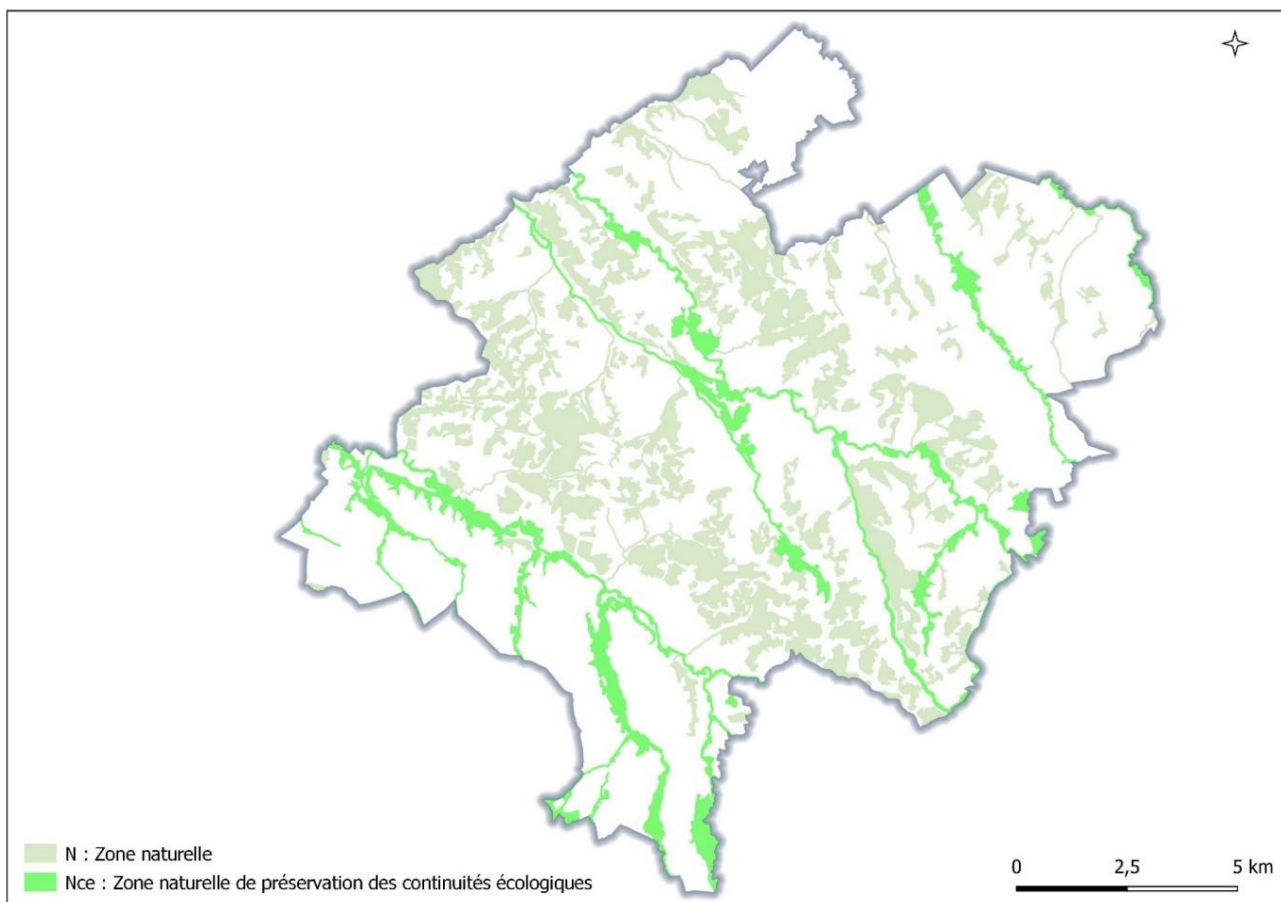 N : Zone naturelle
Nce : Zone naturelle de préservation des continuités écologiques
0 2,5 5 km